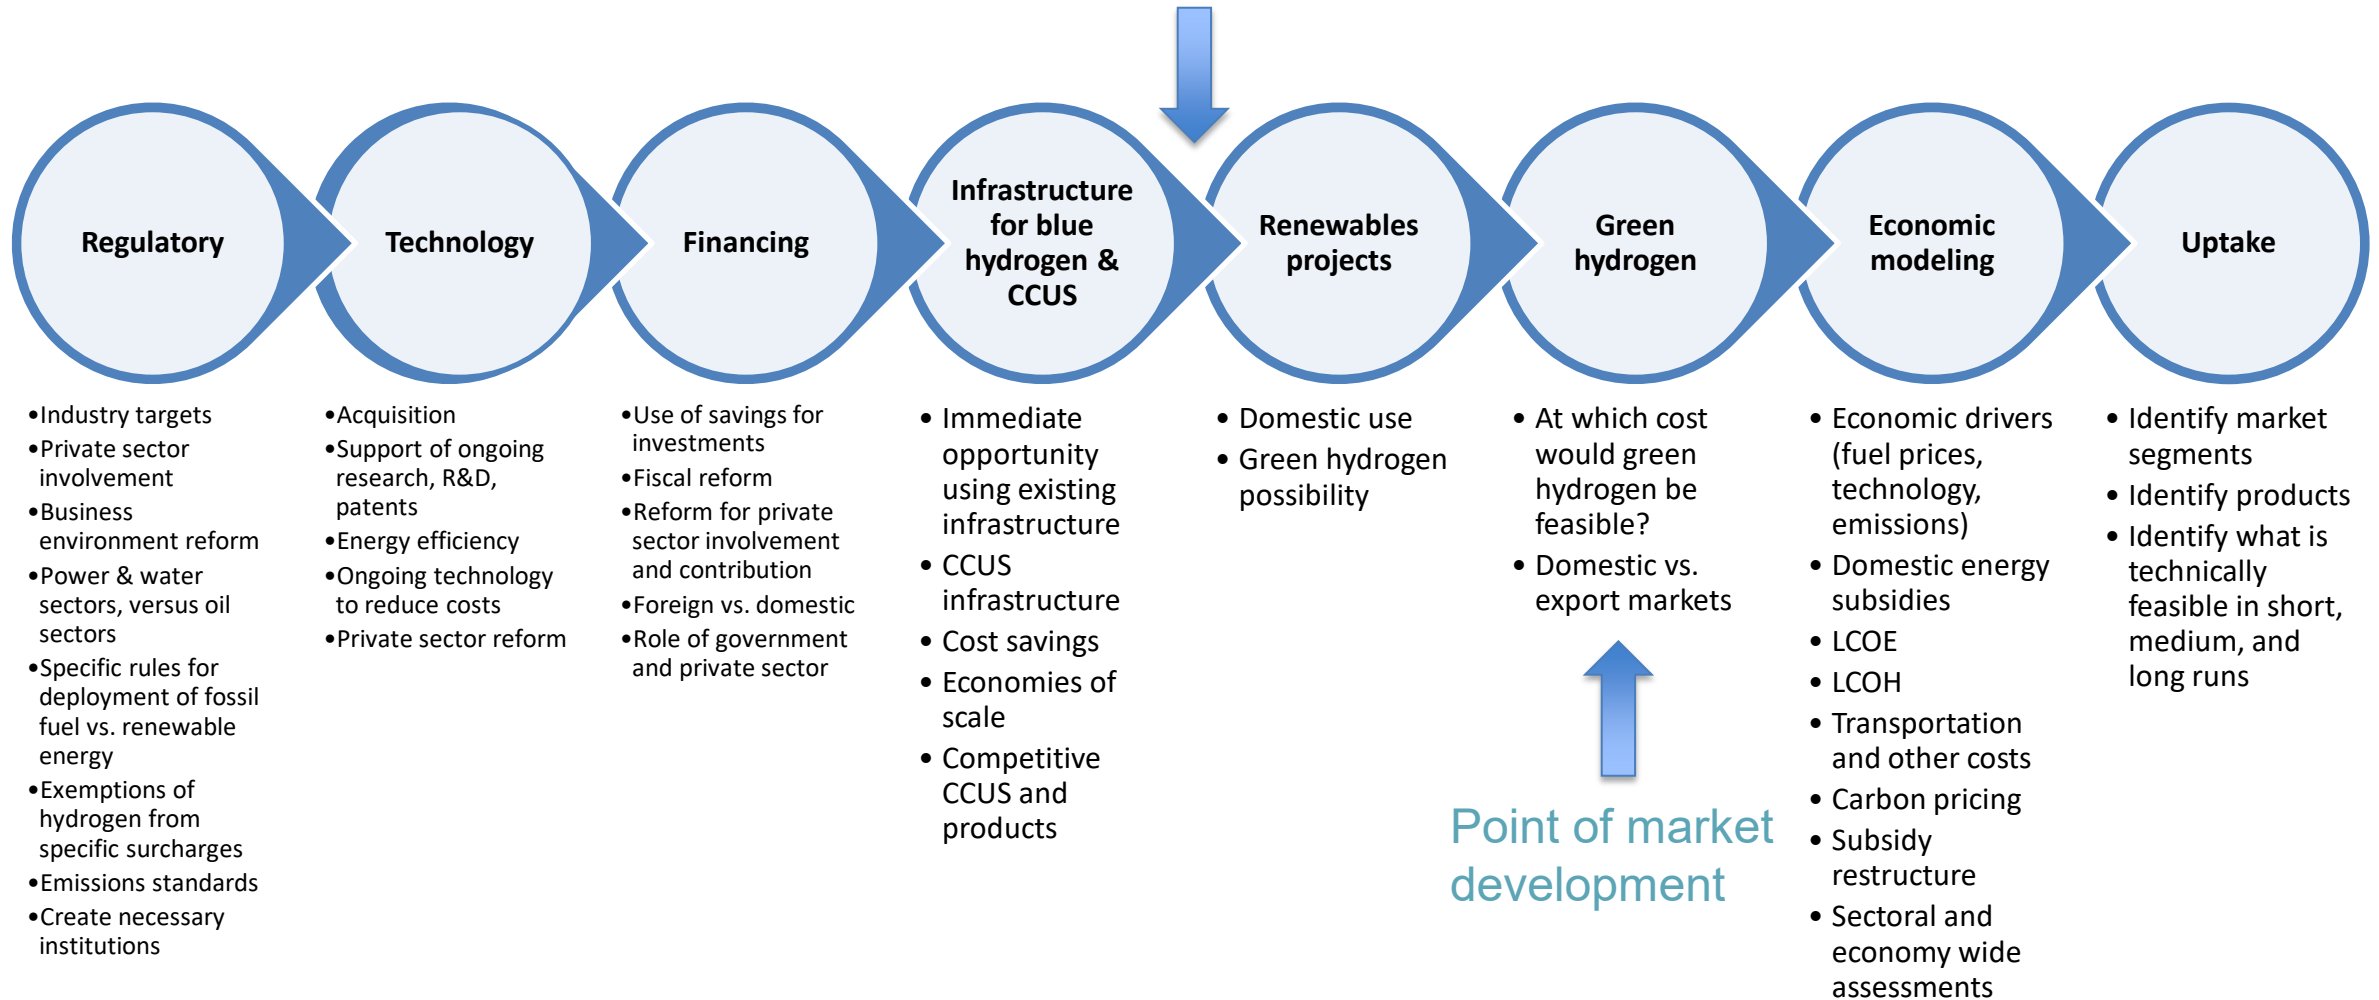 Regulatory
•Industry targets
•Private sector
involvement
•Business
environment reform
•Power & water
sectors, versus oil
sectors
•Specific rules for
deployment of fossil
fuel vs. renewable
energy
•Exemptions of
hydrogen from
specific surcharges
•Emissions standards
•Create necessary
institutions
Technology
•Acquisition
•Support of ongoing
research, R&D,
patents
•Energy efficiency
•Ongoing technology
to reduce costs
•Private sector reform
Financing
•Use of savings for
investments
•Fiscal reform
•Reform for private
sector involvement
and contribution
•Foreign vs. domestic
•Role of government
and private sector
Infrastructure
for blue
hydrogen &
CCUS
• Immediate
opportunity
using existing
infrastructure
• CCUS
infrastructure
• Cost savings
• Economies of
scale
• Competitive
CCUS and
products
Renewables
projects
• Domestic use
• Green hydrogen
possibility
Green
hydrogen
• At which cost
would green
hydrogen be
feasible?
• Domestic vs.
export markets
Point of market
development
Economic
modeling
• Economic drivers
(fuel prices,
technology,
emissions)
• Domestic energy
subsidies
• LCOE
• LCOH
• Transportation
and other costs
• Carbon pricing
• Subsidy
restructure
• Sectoral and
economy wide
assessments
Uptake
• Identify market
segments
• Identify products
• Identify what is
technically
feasible in short,
medium, and
long runs